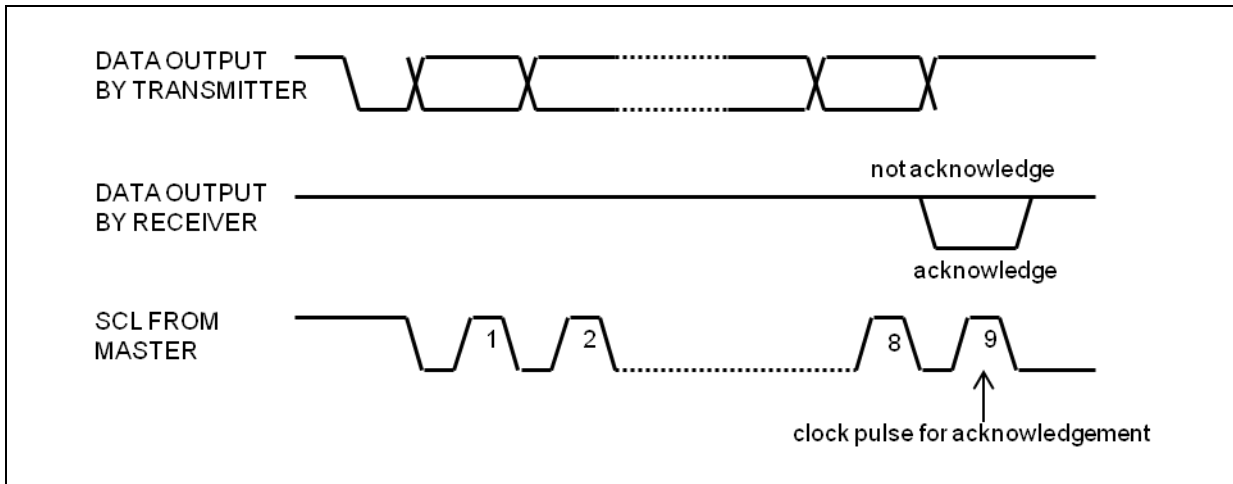 DATA OUTPUT
BY TRANSMITTER
not acknowledge
DATA OUTPUT
BY RECEIVER
acknowledge
SCL FROM
MASTER
1
2
8
9
clock pulse for acknowledgement